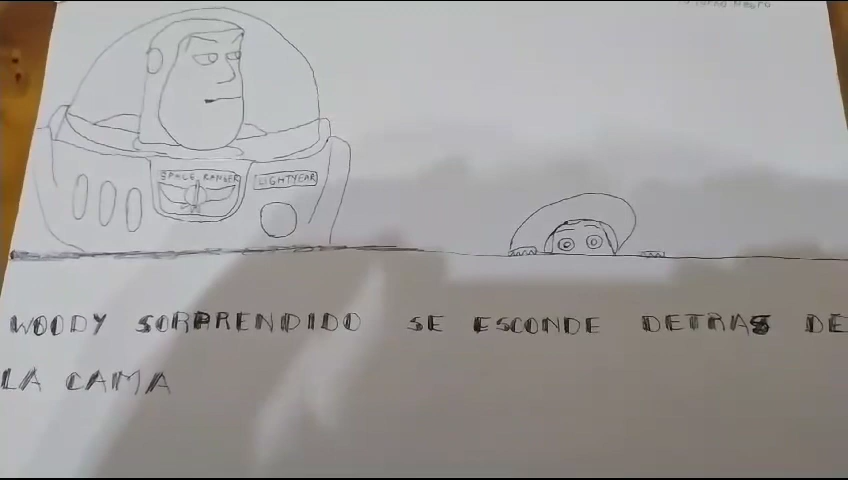 SPACE RANGER
LIGHTYEAR
WOODY SORPRENDIDO SE ESCONDE DETRAS DE
LA CAMA